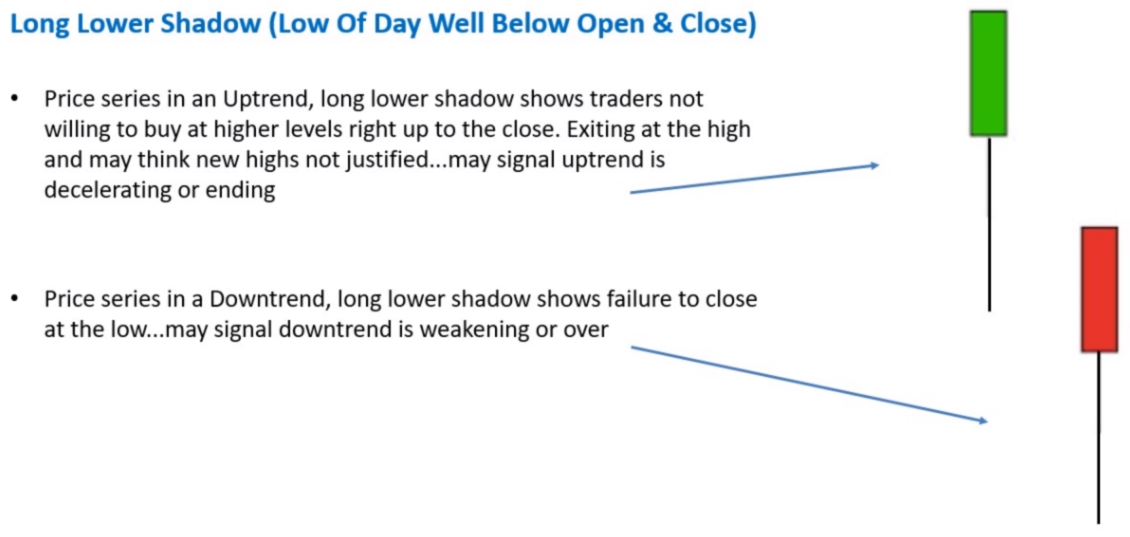 Long Lower Shadow (Low Of Day Well Below Open & Close)
• Price series in an Uptrend, long lower shadow shows traders not
willing to buy at higher levels right up to the close. Exiting at the high
and may think new highs not justified...may signal uptrend is
decelerating or ending
• Price series in a Downtrend, long lower shadow shows failure to close
at the low...may signal downtrend is weakening or over